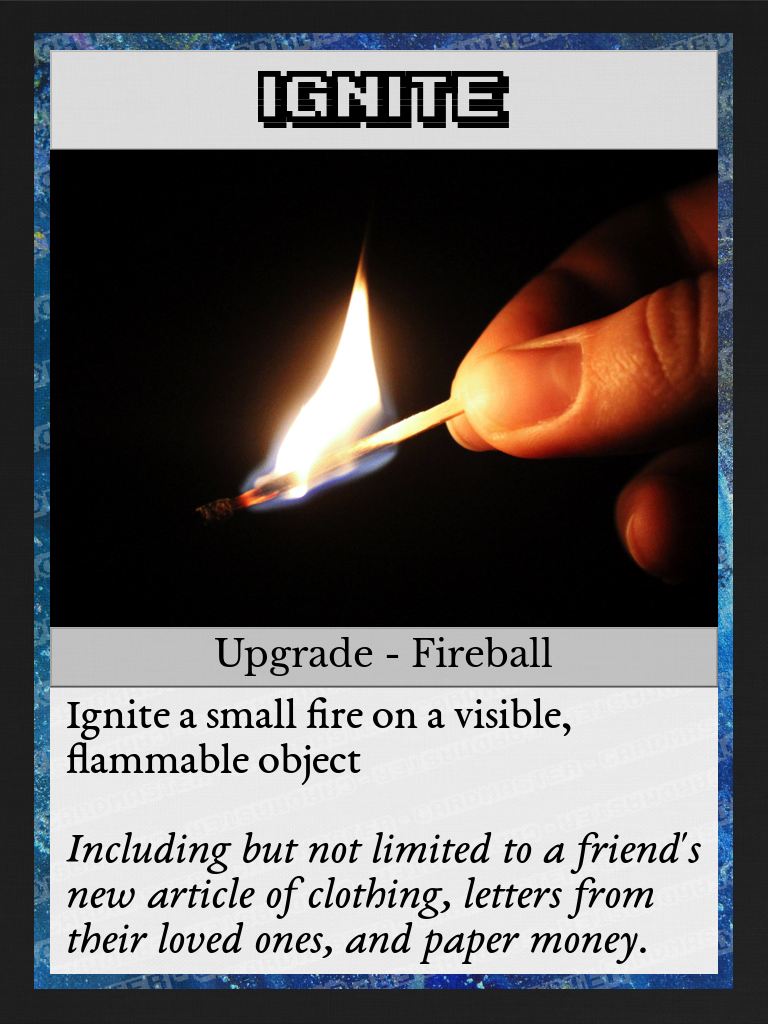 IGNITE
Upgrade - Fireball
Ignite a small fire on a visible,
flammable object
Including but not limited to a friend's
new article of clothing, letters from
their loved ones, and paper money.